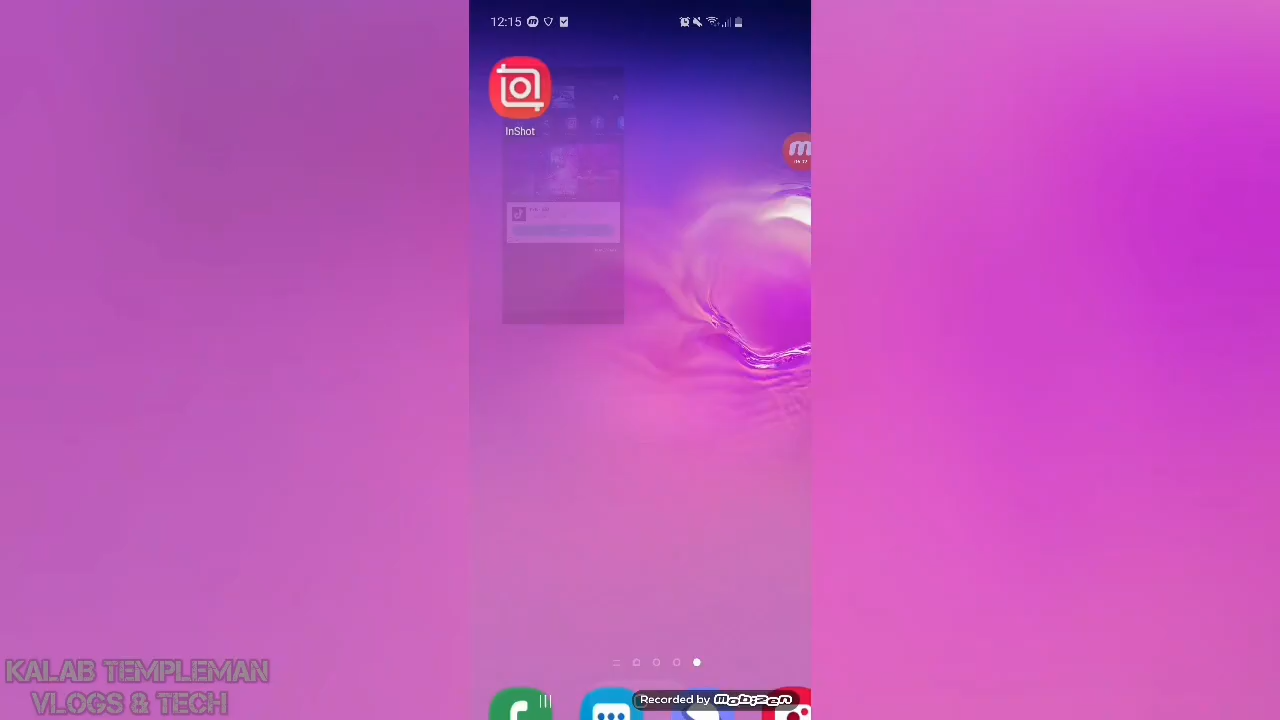 12:15
InShot
Recorded by mobizen
KALAB TEMPLEMAN
VLOGS & TECH